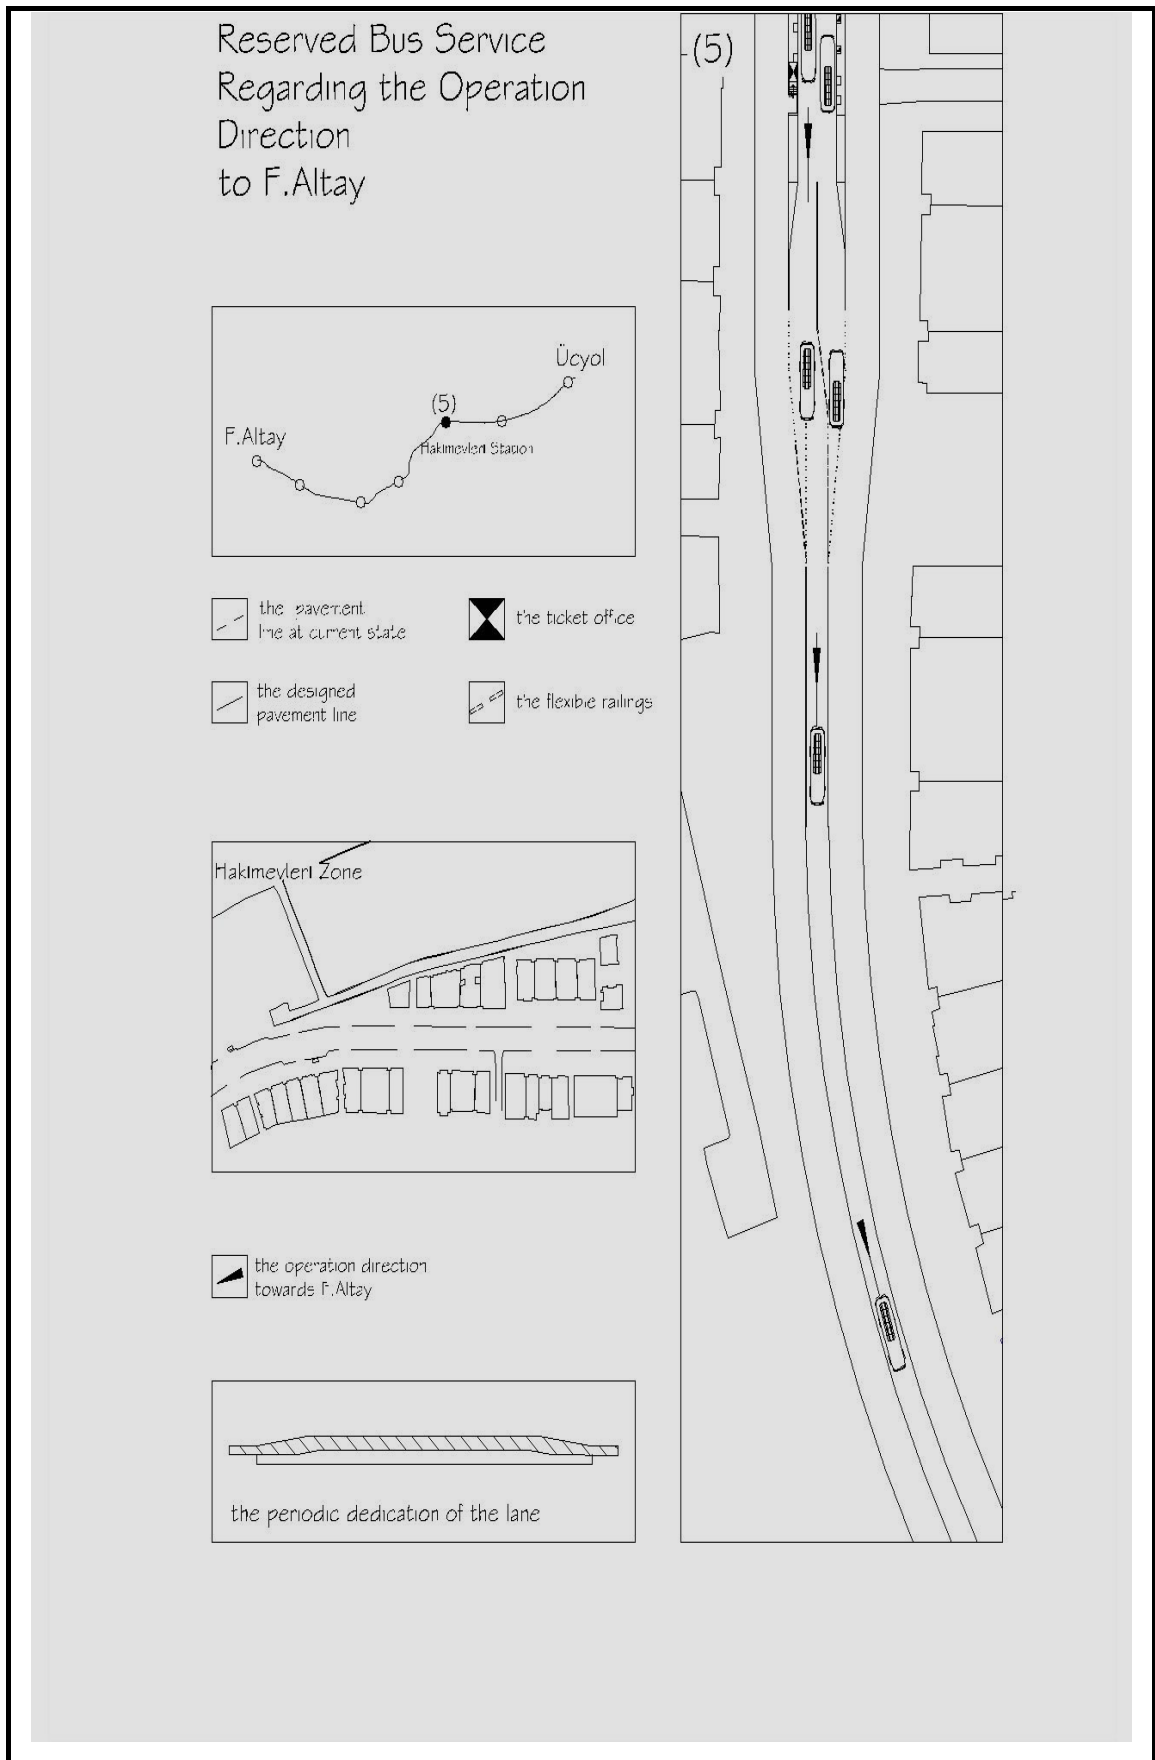 Reserved Bus Service
Regarding the Operation
Direction
to F.Altay
(5)
Ücyol
(5)
F.Altay
Hakimevleri Station
the pavement
line at current state
the ticket office
the designed
pavement line
the flexible railings
Hakimevleri Zone
the operation direction
towards F.Altay
the periodic dedication of the lane